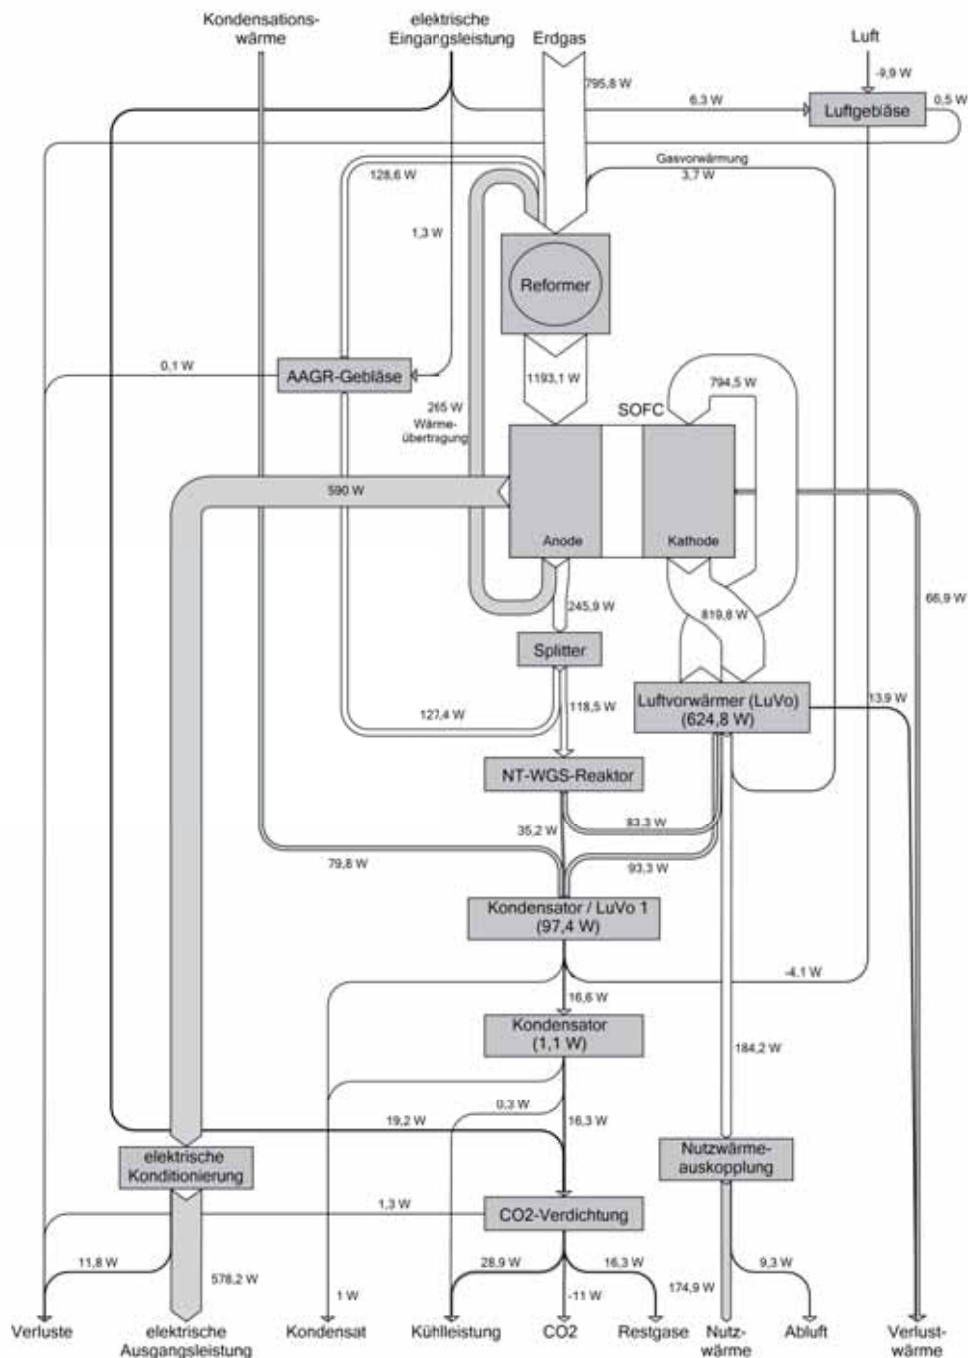 Kondensations-
wärme
elektrische
Eingangsleistung
Erdgas
Luft
-9,9 W
795,8 W
6,3 W
Luftgebläse
0,5 W
Gasvorwärmung
3,7 W
128,6 W
1,3 W
Reformer
0,1 W
AAGR-Gebläse
1193,1 W
794,5 W
265 W
Wärme-
übertragung
SOFC
590 W
Anode
Kathode
245,9 W
819,8 W
66,9 W
Splitter
127,4 W
118,5 W
Luftvorwärmer (LuVo)
(624,8 W)
13,9 W
NT-WGS-Reaktor
35,2 W
83,3 W
79,8 W
93,3 W
Kondensator / LuVo 1
(97,4 W)
-4,1 W
16,6 W
Kondensator
(1,1 W)
184,2 W
0,3 W
19,2 W
16,3 W
elektrische
Konditionierung
Nutzwärme-
auskopplung
1,3 W
CO2-Verdichtung
11,8 W
578,2 W
1 W
28,9 W
-11 W
16,3 W
174,9 W
9,3 W
Verluste
elektrische
Ausgangsleistung
Kondensat
Kühlleistung
CO2
Restgase
Nutz-
wärme
Abluft
Verlust-
wärme